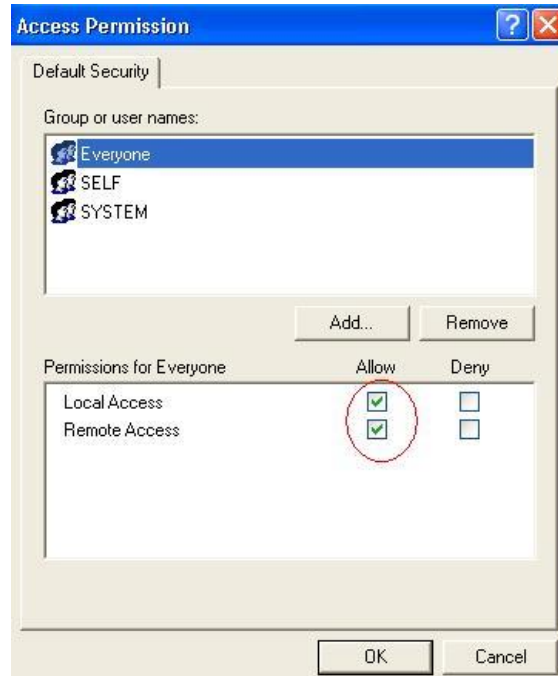 Access Permission
Default Security
Group or user names:
Everyone
SELF
SYSTEM
Add... Remove
Permissions for Everyone Allow Deny
Local Access
Remote Access
OK Cancel